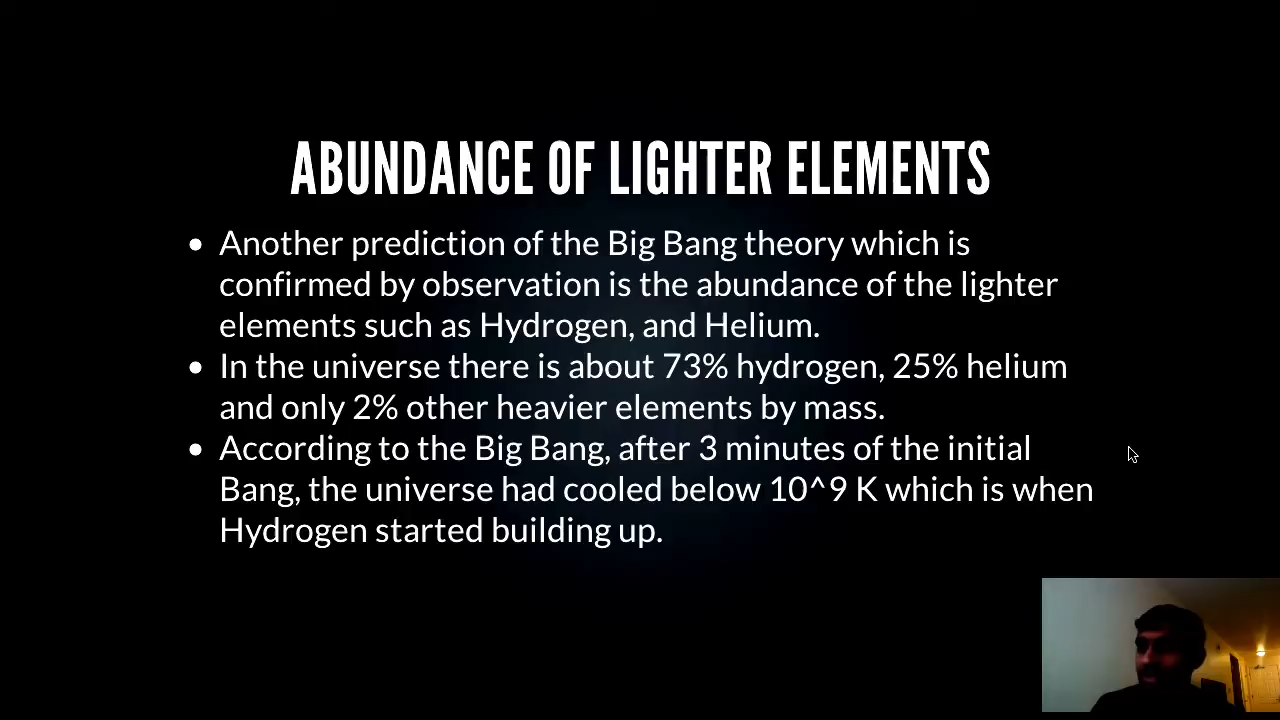 ABUNDANCE OF LIGHTER ELEMENTS
• Another prediction of the Big Bang theory which is
confirmed by observation is the abundance of the lighter
elements such as Hydrogen, and Helium.
• In the universe there is about 73% hydrogen, 25% helium
and only 2% other heavier elements by mass.
• According to the Big Bang, after 3 minutes of the initial
Bang, the universe had cooled below 10^9 K which is when
Hydrogen started building up.